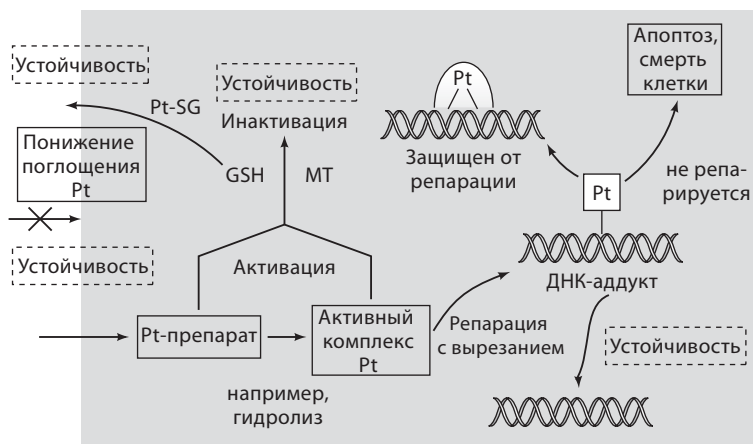 Устойчивость
Pt-SG
Понижение
поглощения
Pt
Устойчивость
Устойчивость
Инактивация
GSH
МТ
Активация
Pt-препарат
например,
гидролиз
Активный
комплекс
Pt
Репарация
с вырезанием
Pt
Защищен от
репарации
Апоптоз,
смерть
клетки
не репа-
рируется
Pt
ДНК-аддукт
Устойчивость